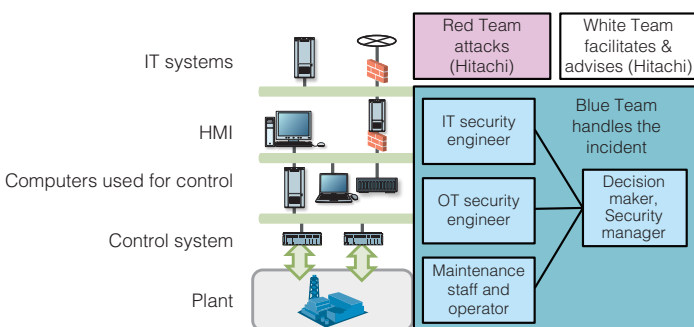 IT systems
HMI
Computers used for control
Control system
Plant
Red Team
attacks
(Hitachi)
White Team
facilitates &
advises (Hitachi)
Blue Team
handles the
incident
IT security
engineer
OT security
engineer
Maintenance
staff and
operator
Decision
maker,
Security
manager